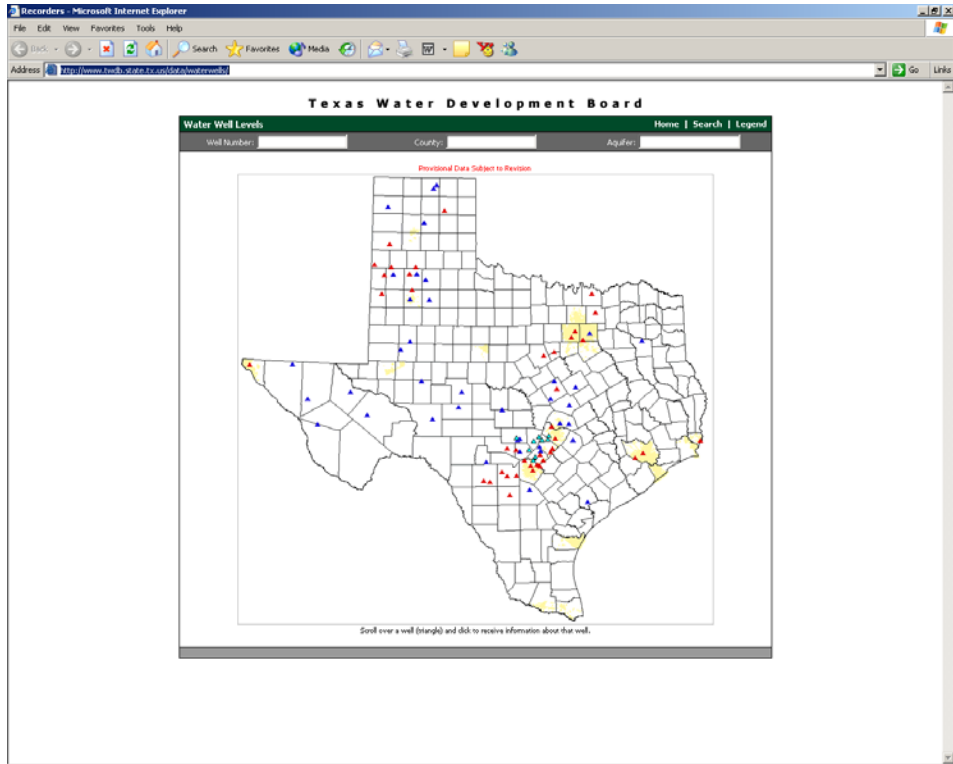 Recorders - Microsoft Internet Explorer
File Edit View Favorites Tools Help
Back Search Favorites Media
Address http://www.twdb.state.tx.us/data/waterwells/ Go Links
Texas Water Development Board
Water Well Levels Home | Search | Legend
Well Number: County: Aquifer:
Provisional Data Subject to Revision
Scroll over a well (triangle) and click to receive information about that well.